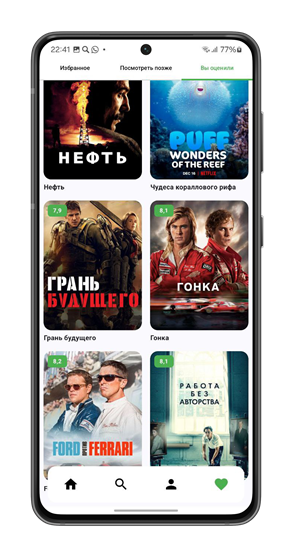 22:41
77%
Избранное
Посмотреть позже
Вы оценили
НЕФТЬ
PUFF
WONDERS
OF THE REEF
DEC 16 NETFLIX
Нефть
Чудеса кораллового рифа
7,9
8,1
ГРАНЬ
БУДУЩЕГО
ГОНКА
Грань будущего
Гонка
8,2
8,1
РАБОТА
БЕЗ
АВТОРСТВА
FORD
FERRARI
F